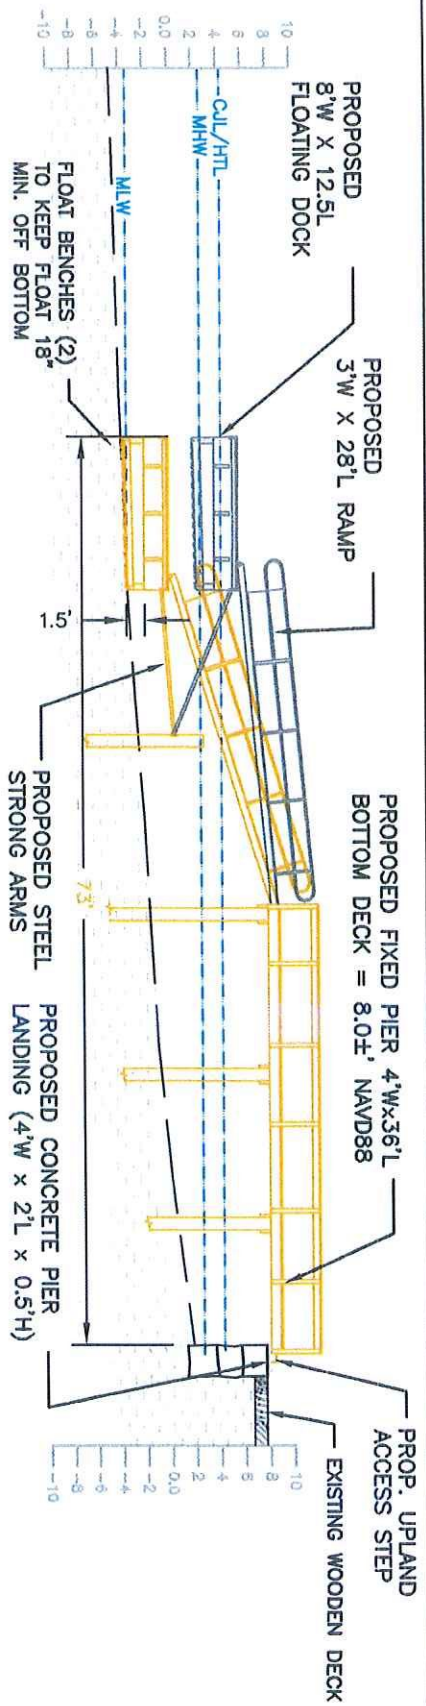 PROPOSED
8'W X 12.5L
FLOATING DOCK
PROPOSED
3'W X 28'L RAMP
PROPOSED FIXED PIER 4'Wx36'L
BOTTOM DECK = 8.0±' NAVD88
PROP. UPLAND
ACCESS STEP
EXISTING WOODEN DECK
10
8
6
4
2
0.0
-2
-4
-6
-8
-10
CJL/HTL
MHW
MLW
FLOAT BENCHES (2)
TO KEEP FLOAT 18"
MIN. OFF BOTTOM
1.5'
73'
PROPOSED STEEL
STRONG ARMS
PROPOSED CONCRETE PIER
LANDING (4'W x 2'L x 0.5'H)
10
8
6
4
2
0.0
-2
-4
-6
-8
-10